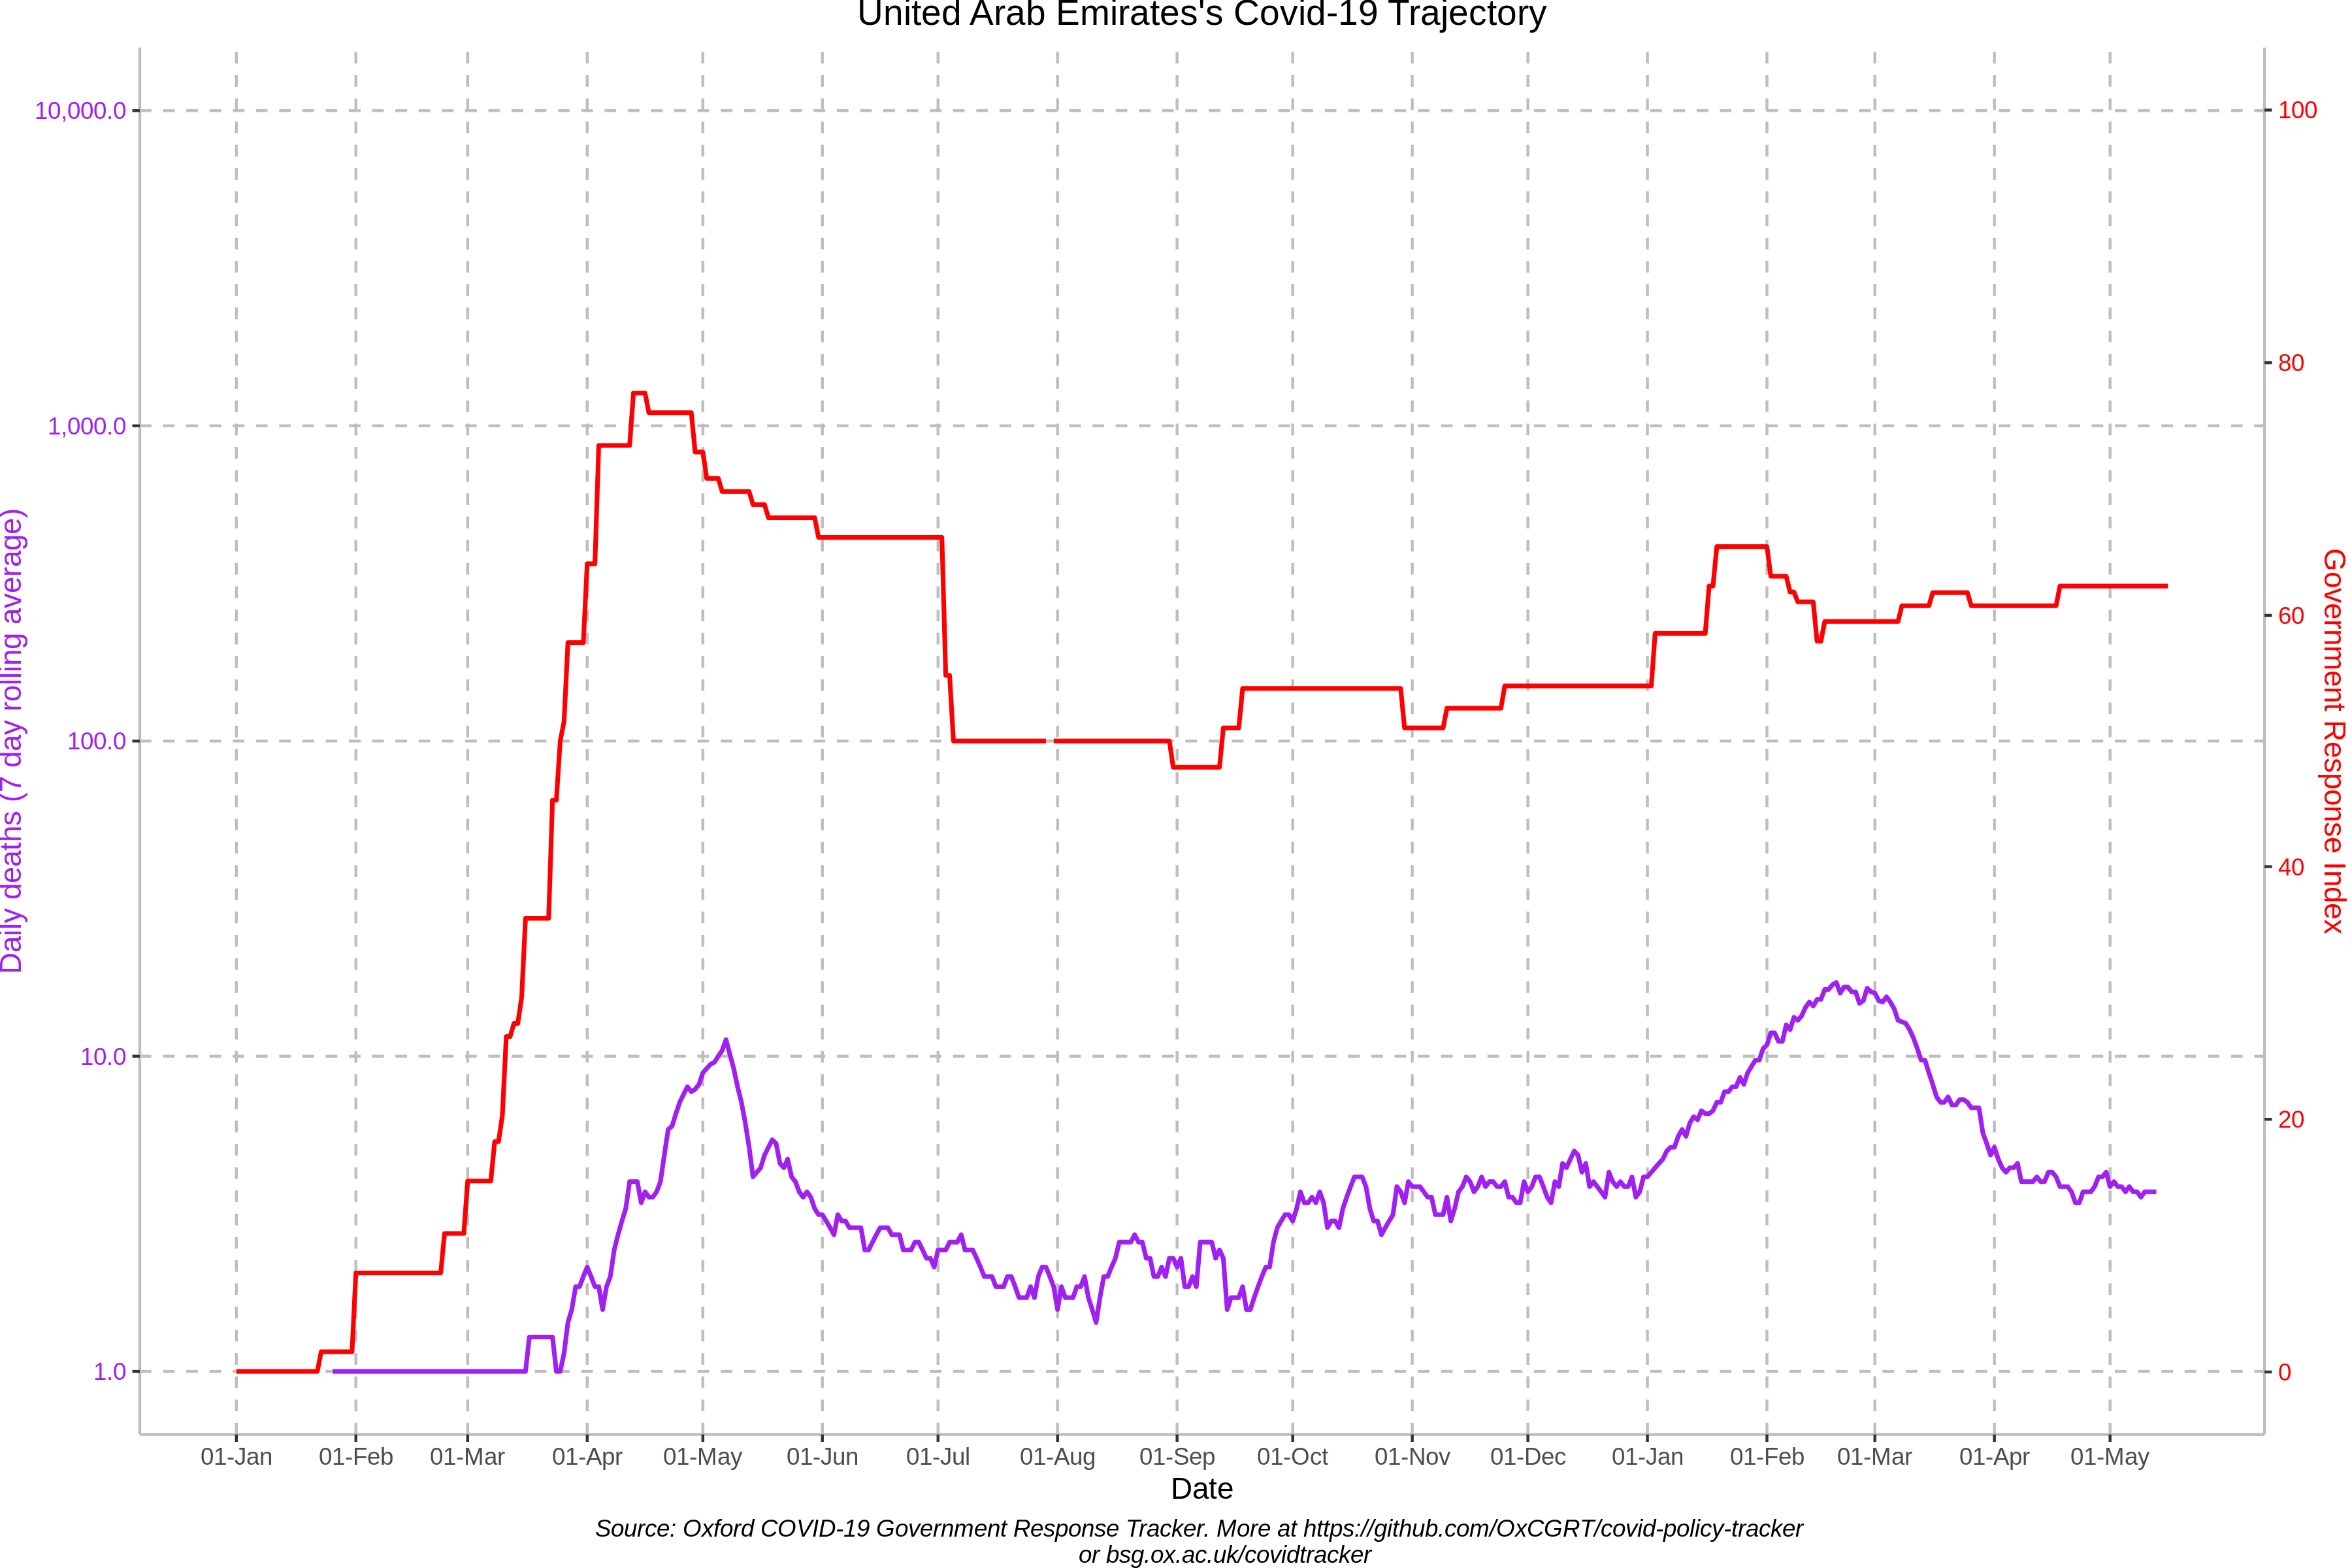 United Arab Emirates's Covid-19 Trajectory
10,000.0
1,000.0
100.0
10.0
1.0
Daily deaths (7 day rolling average)
100
80
60
40
20
0
Government Response Index
01-Jan 01-Feb 01-Mar 01-Apr 01-May 01-Jun 01-Jul 01-Aug 01-Sep 01-Oct 01-Nov 01-Dec 01-Jan 01-Feb 01-Mar 01-Apr 01-May
Date
Source: Oxford COVID-19 Government Response Tracker. More at https://github.com/OxCGRT/covid-policy-tracker
or bsg.ox.ac.uk/covidtracker